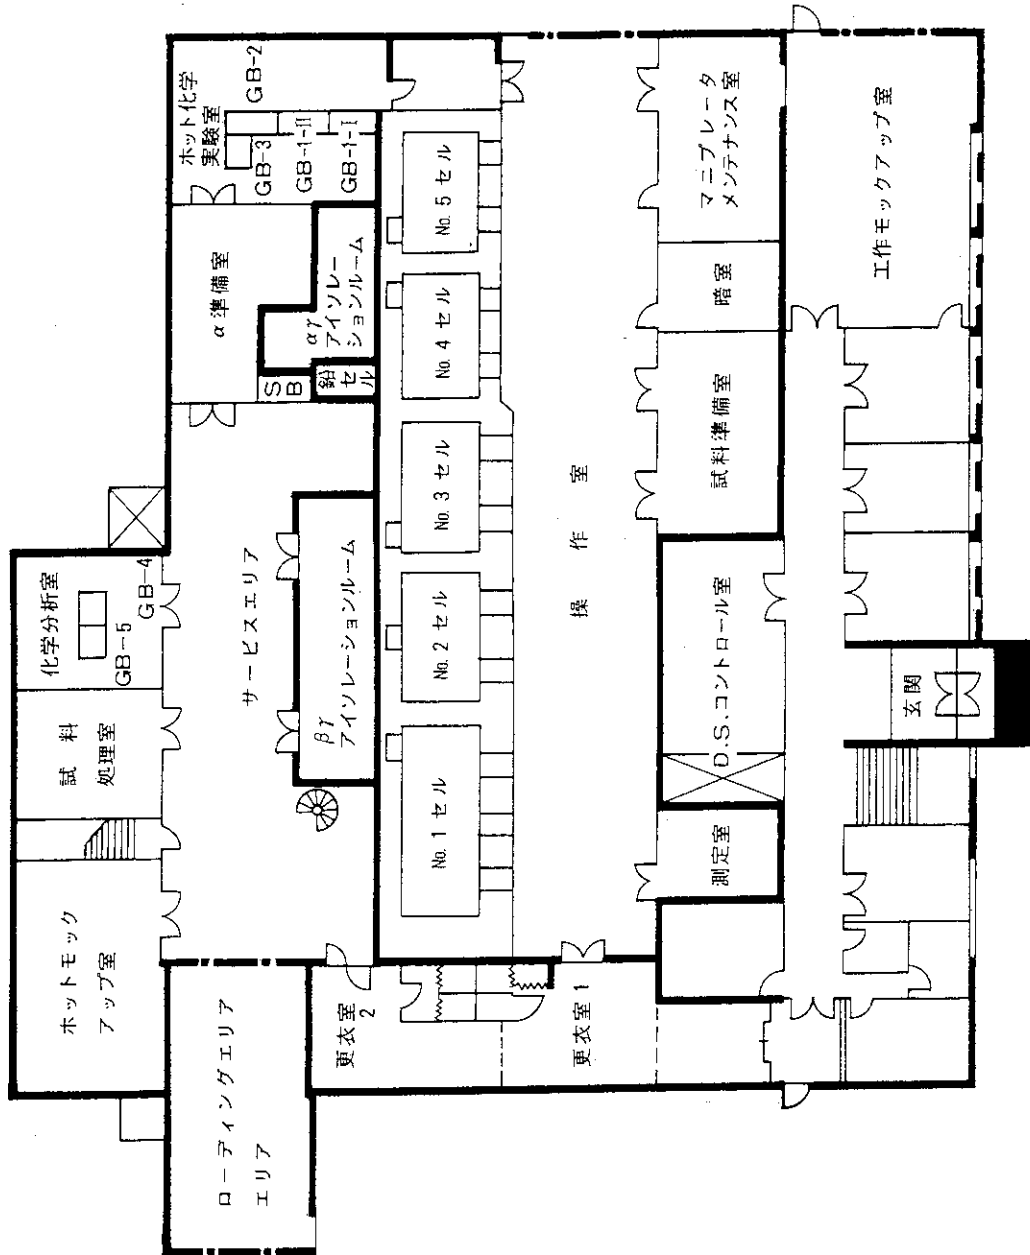 ホットモック
アップ室
試料
処理室
化学分析室
GB-5
GB-4
ローディングエリア
エリア
サービスエリア
βγ
アイソレーションルーム
α準備室
SB
鉛セル
αγ
アイソレー
ションルーム
ホット化学
実験室
GB-2
GB-3
GB-1-II
GB-1-I
更衣室
2
更衣室1
No.1セル
No.2セル
No.3セル
No.4セル
No.5セル
操作室
測定室
D.S.コントロール室
試料準備室
暗室
マニプレータ
メンテナンス室
玄関
工作モックアップ室